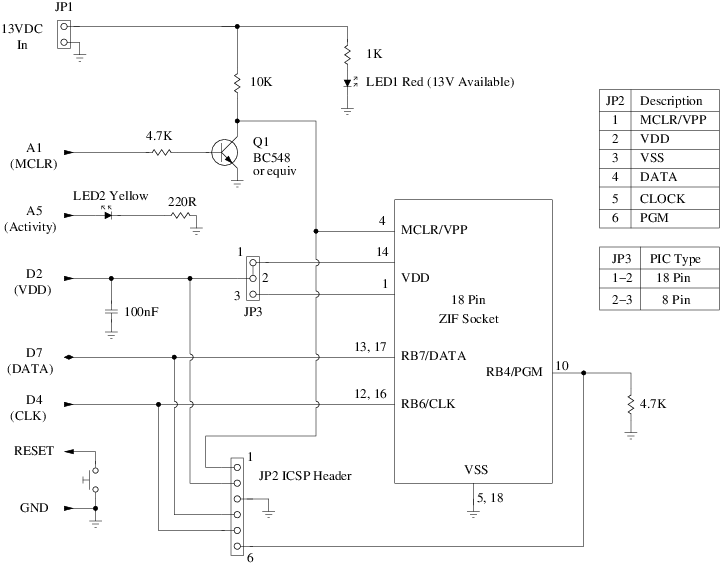 JP1
13VDC
In
1K
10K
LED1 Red (13V Available)
A1
(MCLR)
4.7K
Q1
BC548
or equiv
LED2 Yellow
A5
(Activity)
220R
4
MCLR/VPP
14
VDD
1
18 Pin
ZIF Socket
D2
(VDD)
1
2
3
JP3
100nF
D7
(DATA)
13, 17
RB7/DATA
RB4/PGM
10
D4
(CLK)
12, 16
RB6/CLK
4.7K
RESET
GND
1
JP2 ICSP Header
6
VSS
5, 18
JP2 Description
1 MCLR/VPP
2 VDD
3 VSS
4 DATA
5 CLOCK
6 PGM
JP3 PIC Type
1–2 18 Pin
2–3 8 Pin